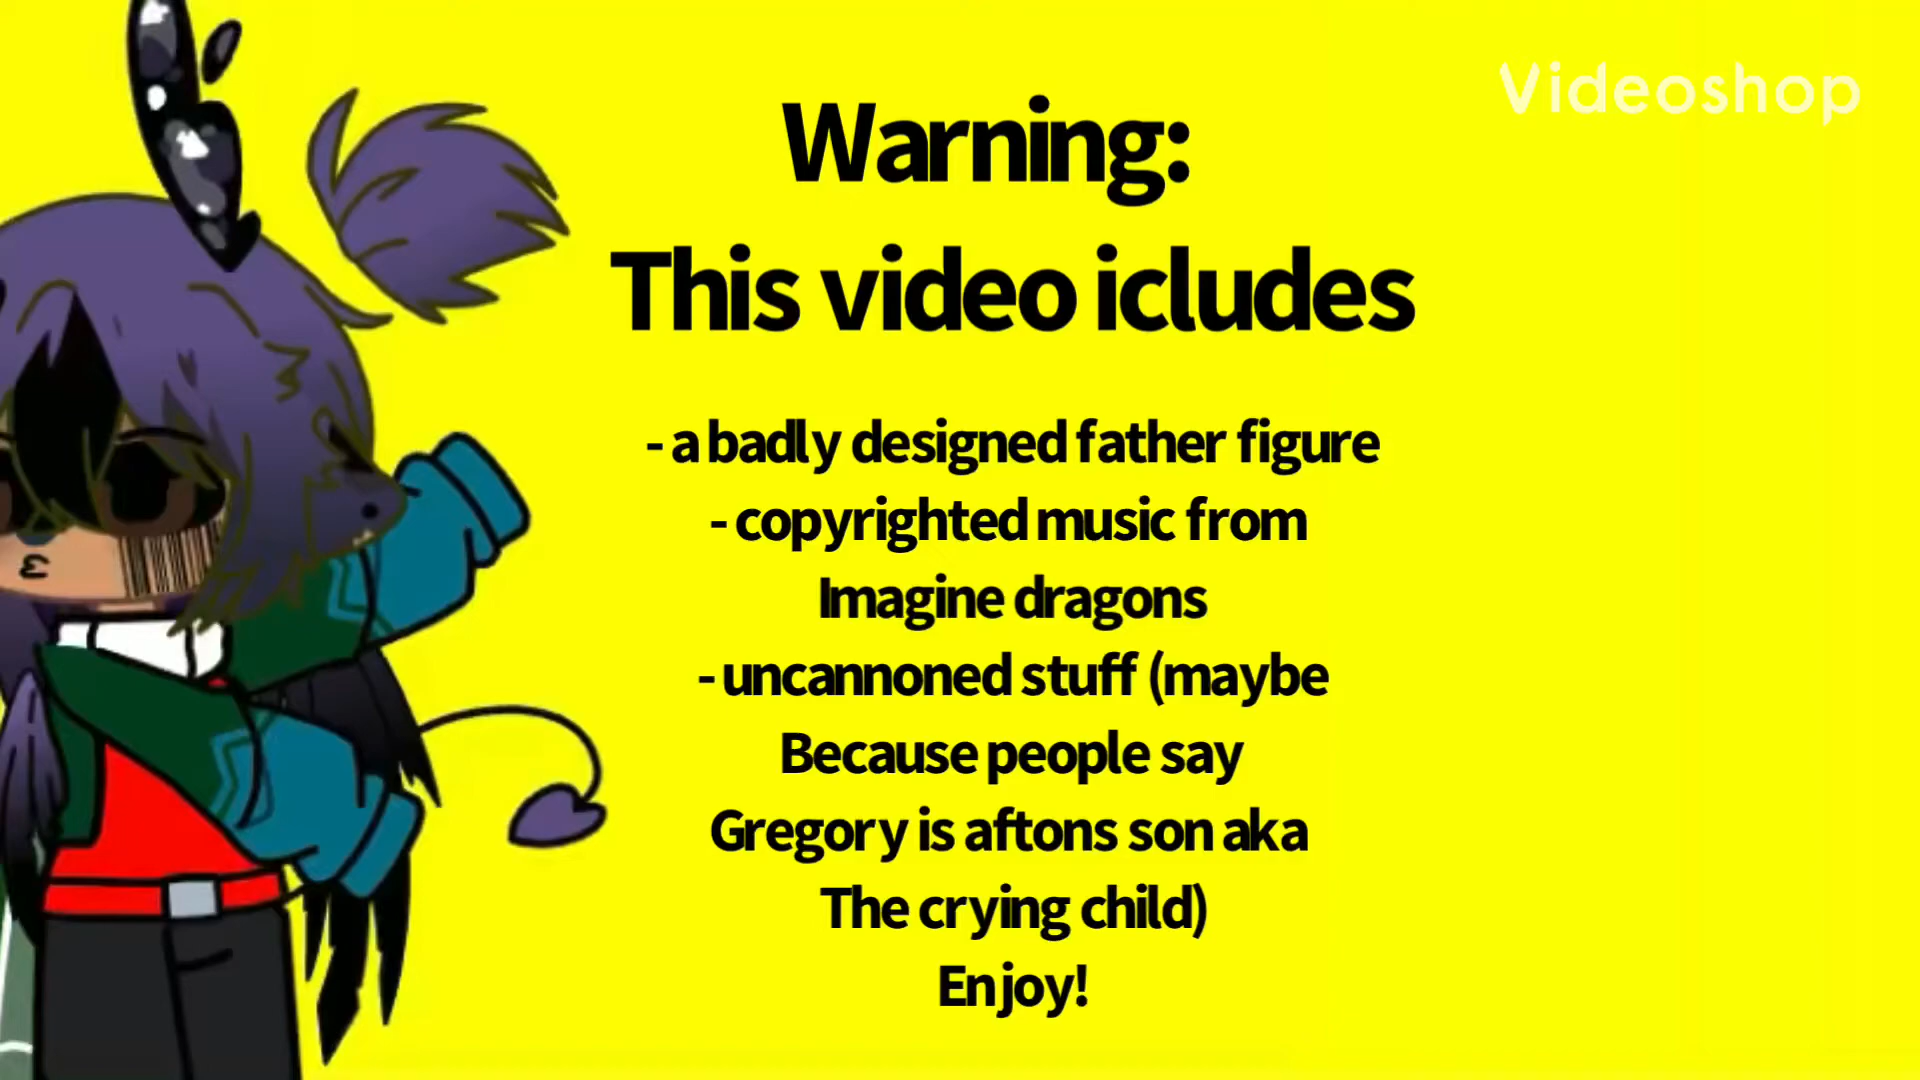 Videoshop
Warning:
This video icludes
- a badly designed father figure
- copyrighted music from
Imagine dragons
- uncannoned stuff (maybe
Because people say
Gregory is aftons son aka
The crying child)
Enjoy!